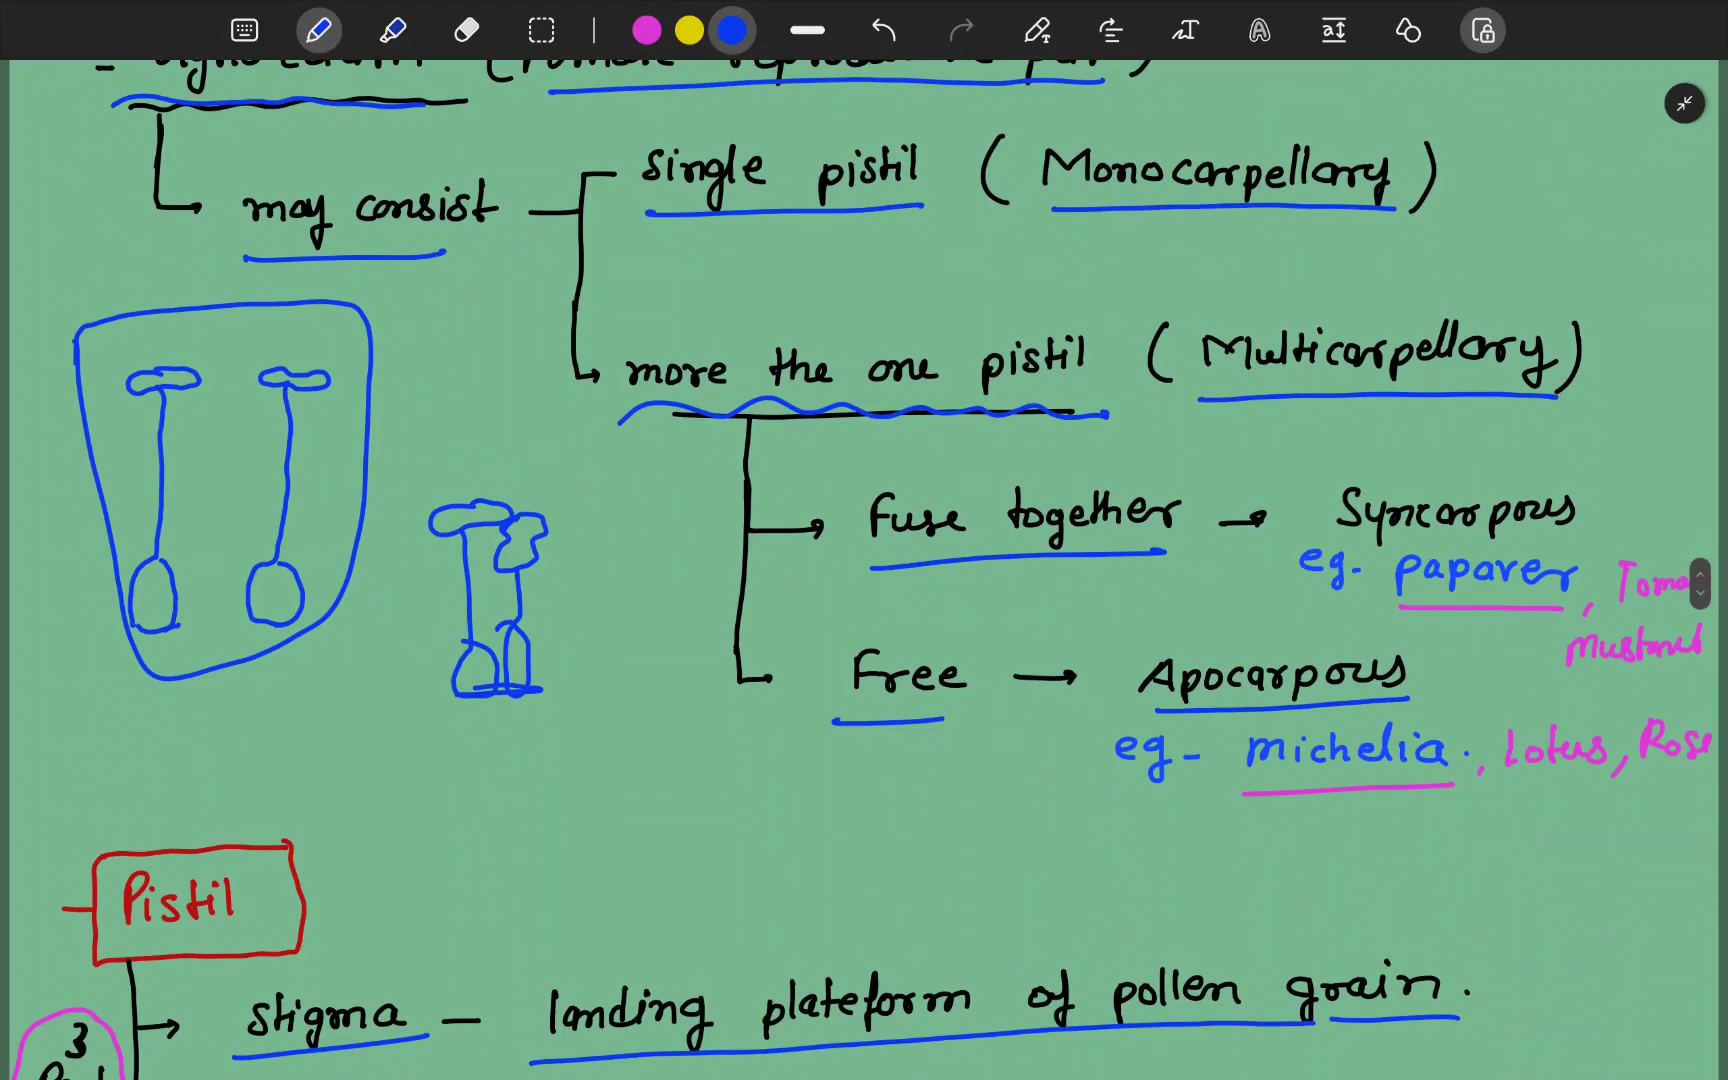 single pistil ( Monocarpellary )
may consist
more the one pistil ( Multicarpellary )
Fuse together → Syncarpous
eg. papaver, Toma
mustard
Free → Apocarpous
eg - michelia ., Lotus, Rose
Pistil
stigma - landing plateform of pollen grain.
3